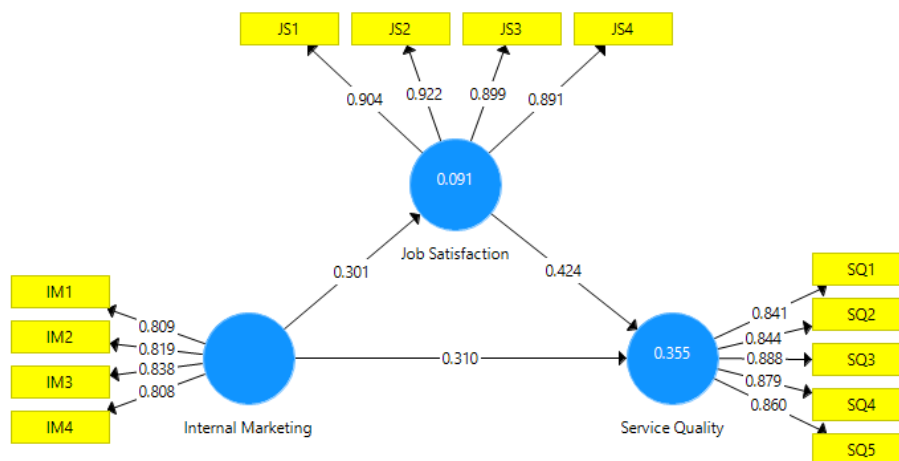 JS1 JS2 JS3 JS4
0.904 0.922 0.899 0.891
0.091
Job Satisfaction
0.301 0.424
IM1
IM2
IM3
IM4
0.809
0.819
0.838
0.808
Internal Marketing
0.310
0.355
Service Quality
0.841
0.844
0.888
0.879
0.860
SQ1
SQ2
SQ3
SQ4
SQ5